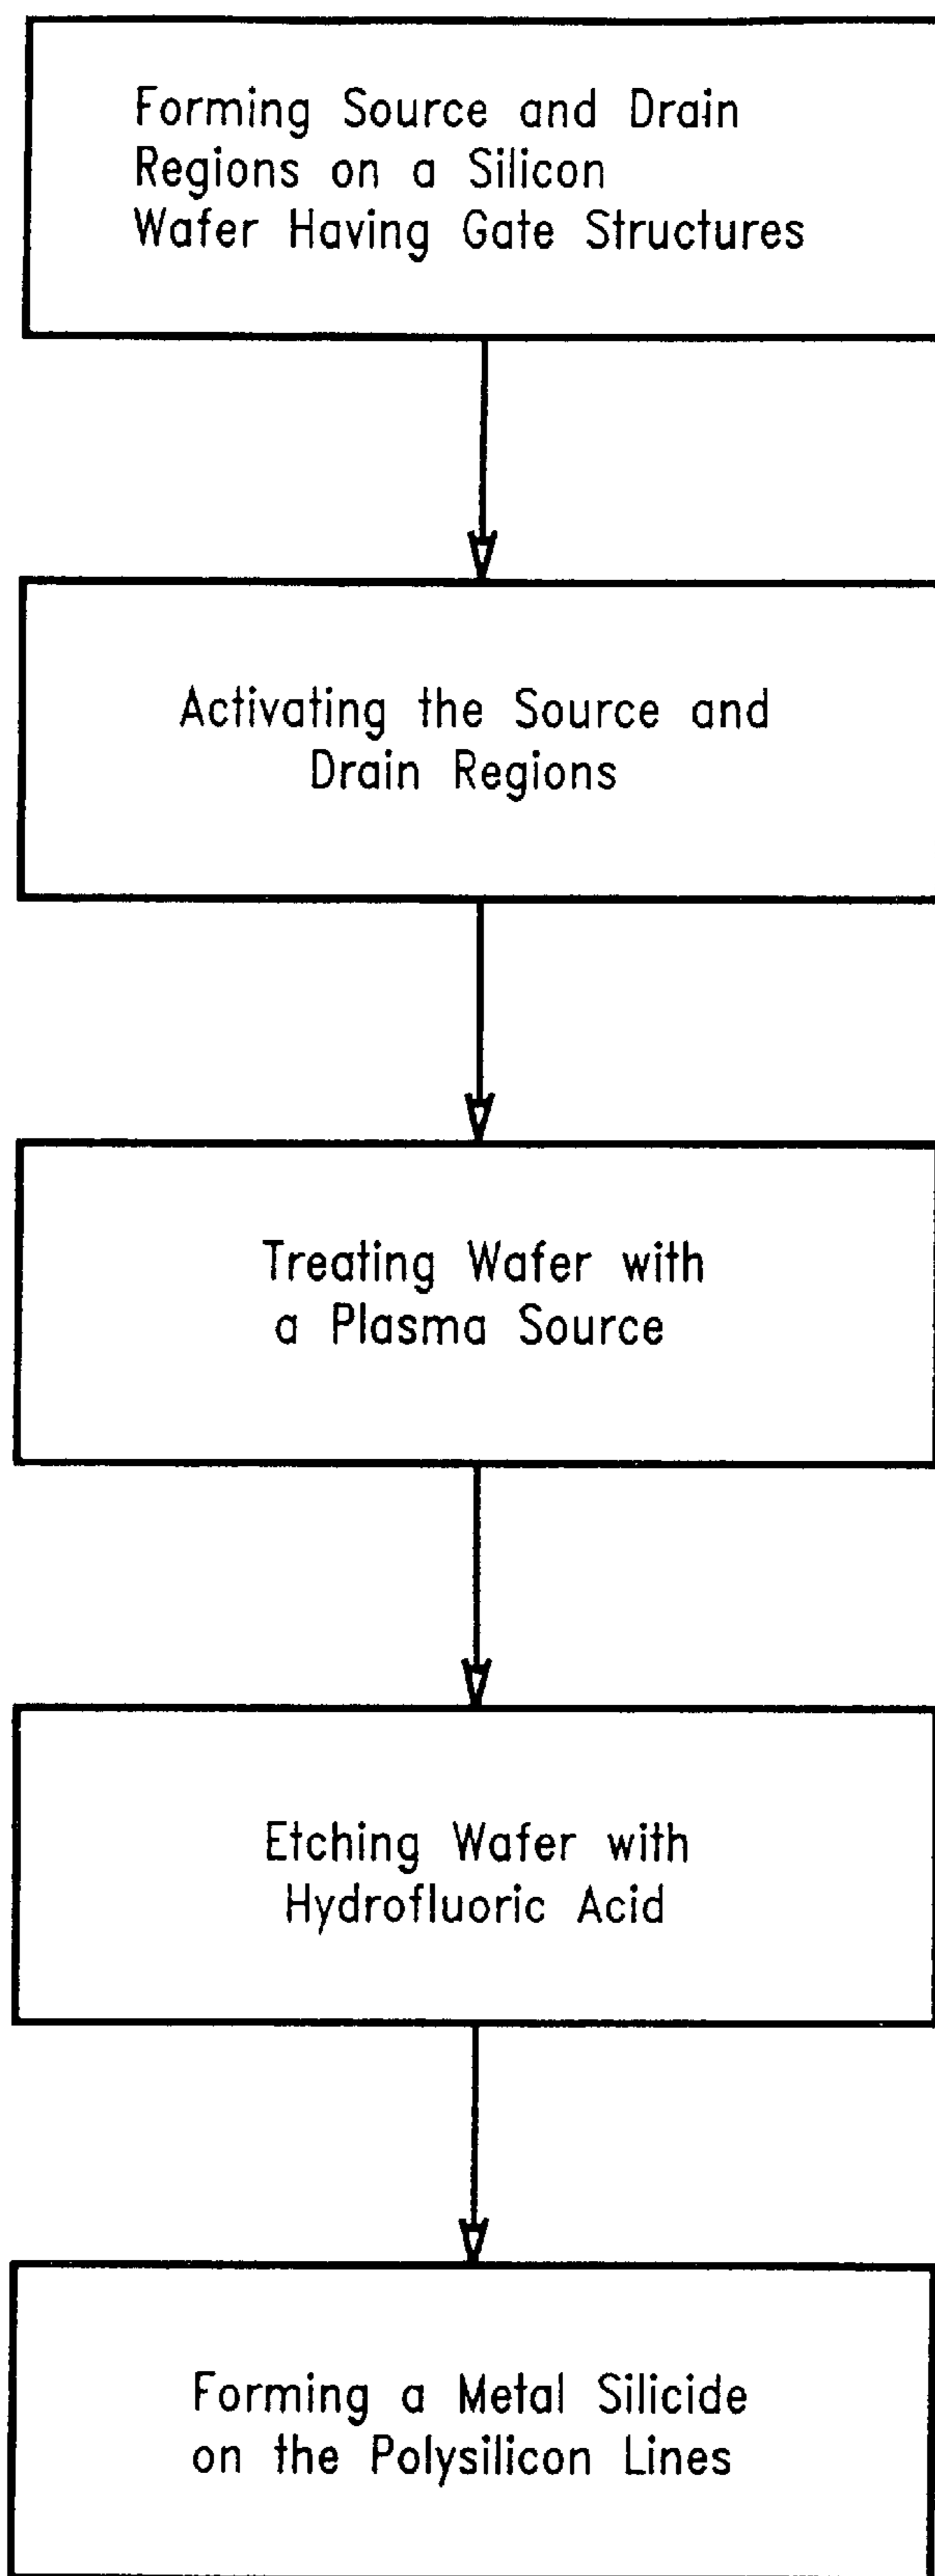 Forming Source and Drain
Regions on a Silicon
Wafer Having Gate Structures
Activating the Source and
Drain Regions
Treating Wafer with
a Plasma Source
Etching Wafer with
Hydrofluoric Acid
Forming a Metal Silicide
on the Polysilicon Lines